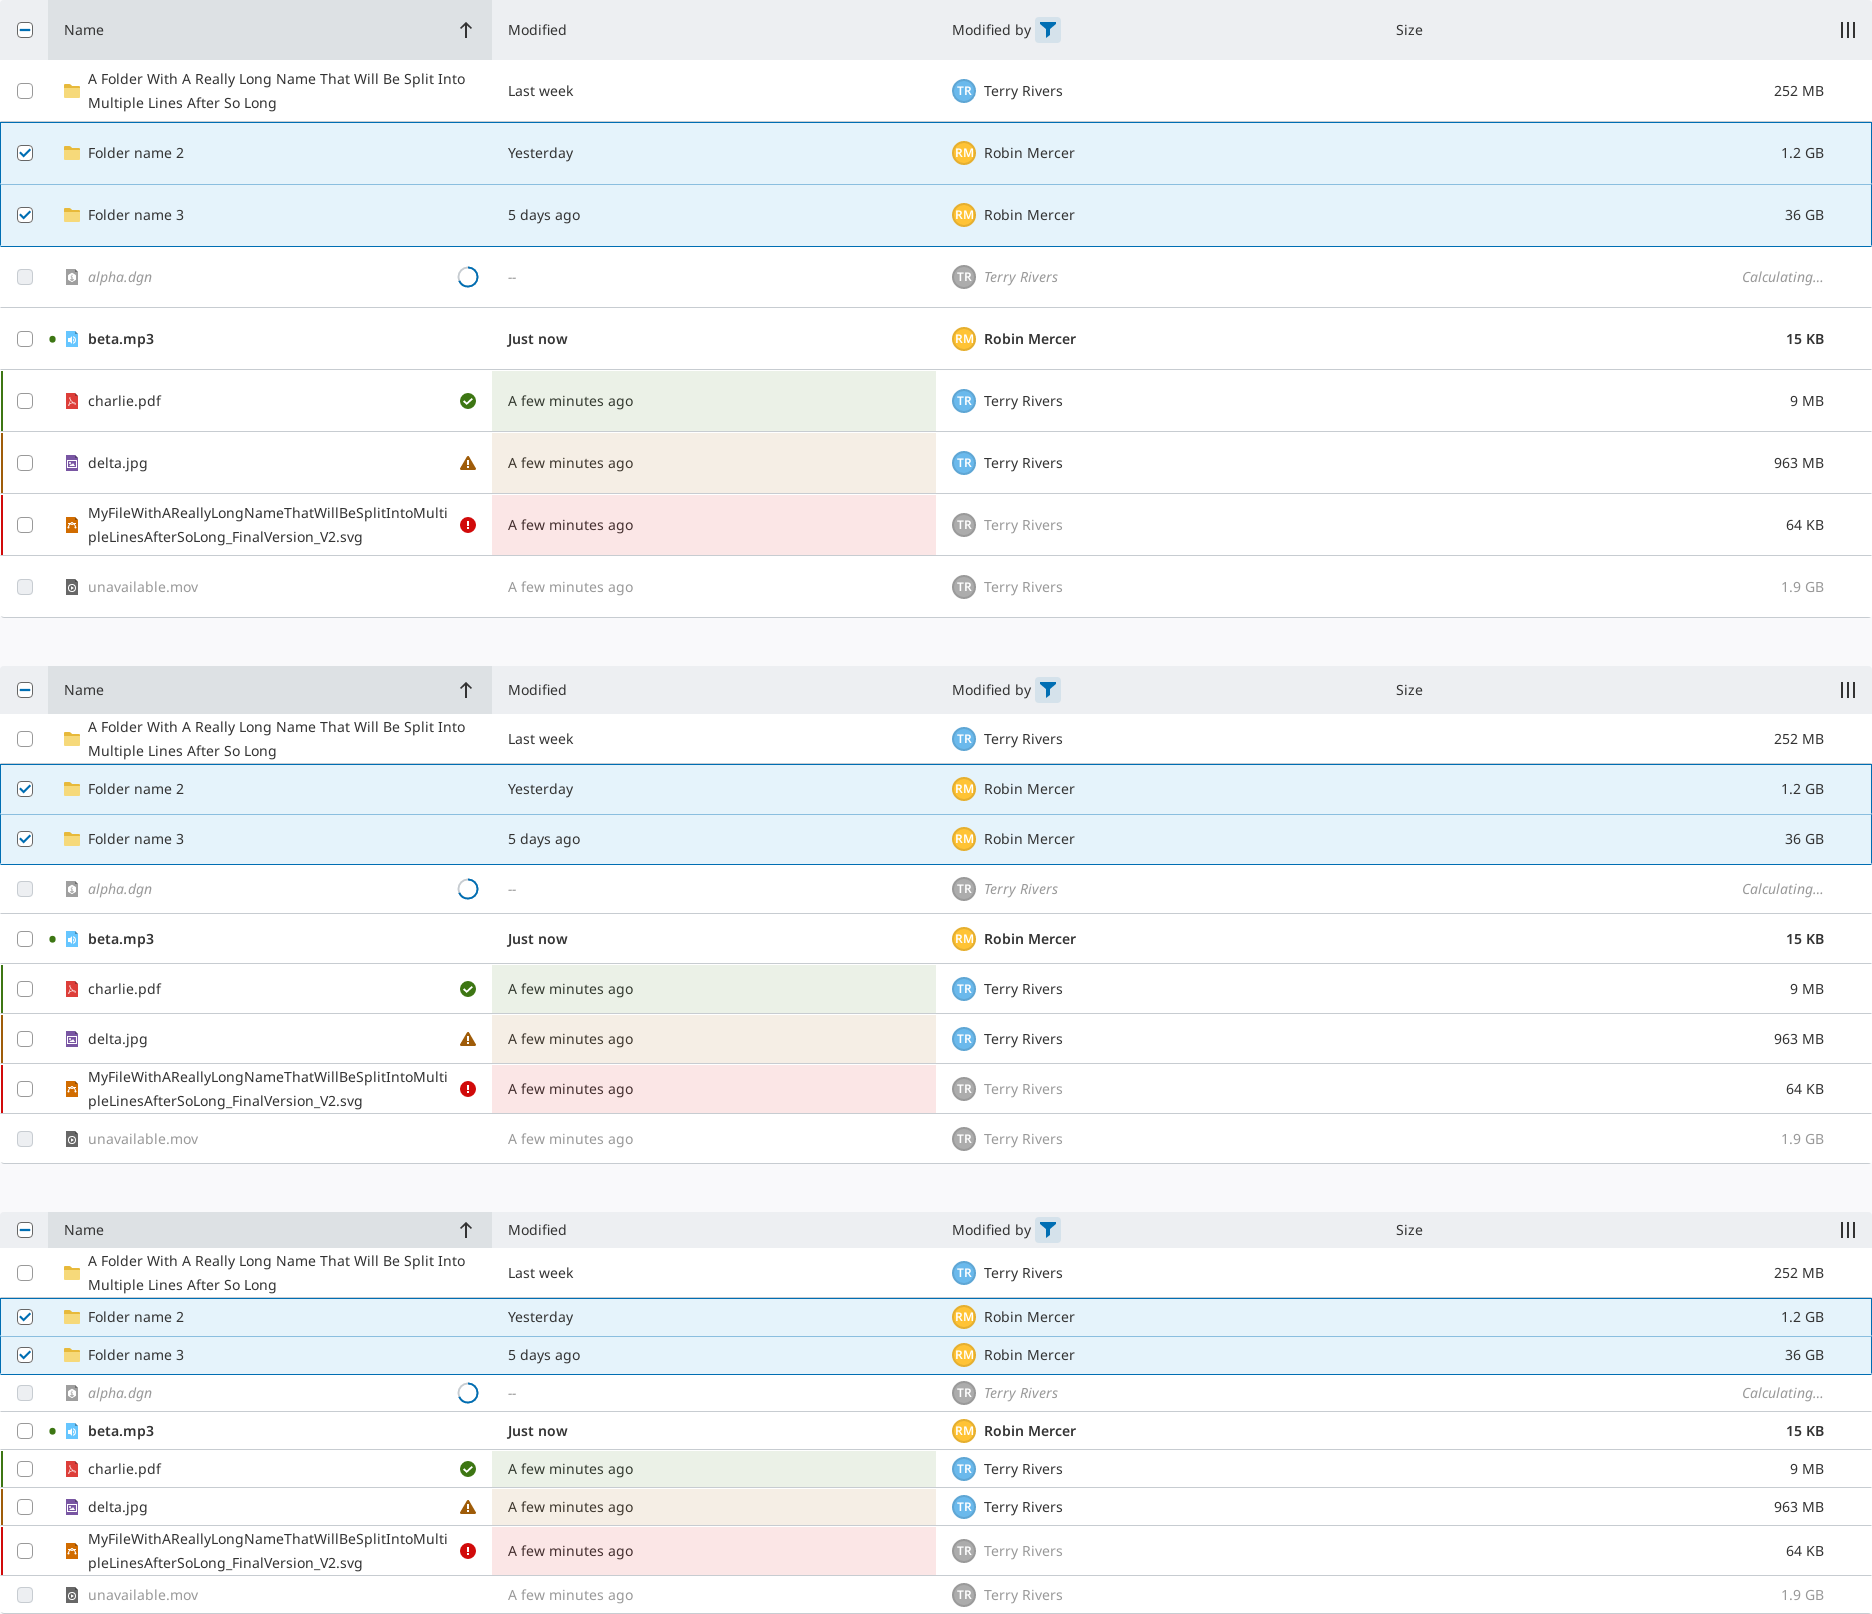 Name Modified Modified by Size
A Folder With A Really Long Name That Will Be Split Into
Multiple Lines After So Long
Last week TR Terry Rivers 252 MB
Folder name 2 Yesterday RM Robin Mercer 1.2 GB
Folder name 3 5 days ago RM Robin Mercer 36 GB
alpha.dgn -- TR Terry Rivers Calculating...
beta.mp3 Just now RM Robin Mercer 15 KB
charlie.pdf A few minutes ago TR Terry Rivers 9 MB
delta.jpg A few minutes ago TR Terry Rivers 963 MB
MyFileWithAReallyLongNameThatWillBeSplitIntoMulti
pleLinesAfterSoLong_FinalVersion_V2.svg
A few minutes ago TR Terry Rivers 64 KB
unavailable.mov A few minutes ago TR Terry Rivers 1.9 GB
Name Modified Modified by Size
A Folder With A Really Long Name That Will Be Split Into
Multiple Lines After So Long
Last week TR Terry Rivers 252 MB
Folder name 2 Yesterday RM Robin Mercer 1.2 GB
Folder name 3 5 days ago RM Robin Mercer 36 GB
alpha.dgn -- TR Terry Rivers Calculating...
beta.mp3 Just now RM Robin Mercer 15 KB
charlie.pdf A few minutes ago TR Terry Rivers 9 MB
delta.jpg A few minutes ago TR Terry Rivers 963 MB
MyFileWithAReallyLongNameThatWillBeSplitIntoMulti
pleLinesAfterSoLong_FinalVersion_V2.svg
A few minutes ago TR Terry Rivers 64 KB
unavailable.mov A few minutes ago TR Terry Rivers 1.9 GB
Name Modified Modified by Size
A Folder With A Really Long Name That Will Be Split Into
Multiple Lines After So Long
Last week TR Terry Rivers 252 MB
Folder name 2 Yesterday RM Robin Mercer 1.2 GB
Folder name 3 5 days ago RM Robin Mercer 36 GB
alpha.dgn -- TR Terry Rivers Calculating...
beta.mp3 Just now RM Robin Mercer 15 KB
charlie.pdf A few minutes ago TR Terry Rivers 9 MB
delta.jpg A few minutes ago TR Terry Rivers 963 MB
MyFileWithAReallyLongNameThatWillBeSplitIntoMulti
pleLinesAfterSoLong_FinalVersion_V2.svg
A few minutes ago TR Terry Rivers 64 KB
unavailable.mov A few minutes ago TR Terry Rivers 1.9 GB